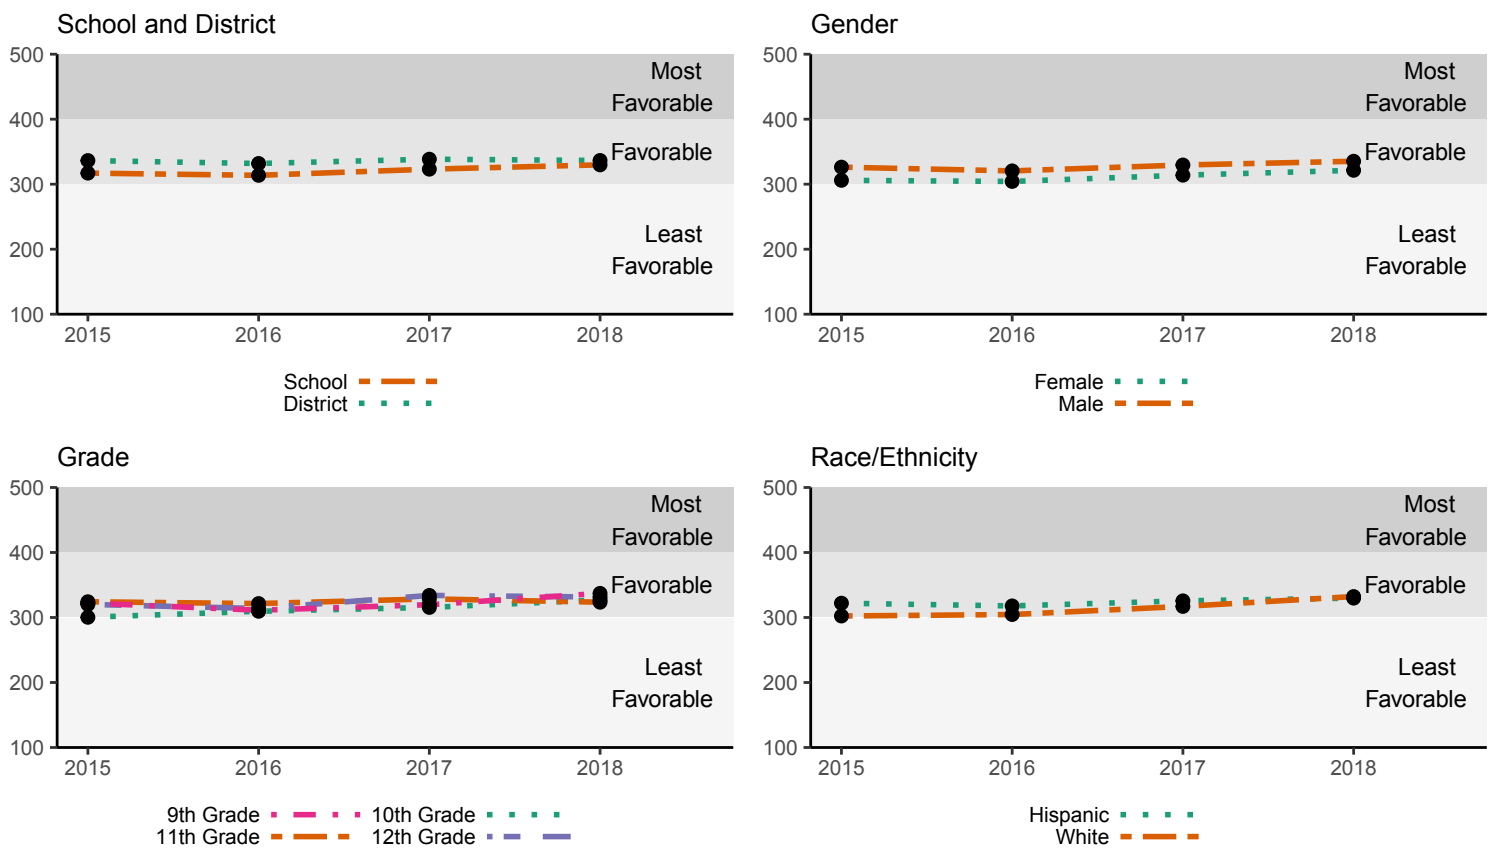 School and District
500
400
300
200
100
Most
Favorable
Favorable
Least
Favorable
2015 2016 2017 2018
School
District
Gender
500
400
300
200
100
Most
Favorable
Favorable
Least
Favorable
2015 2016 2017 2018
Female
Male
Grade
500
400
300
200
100
Most
Favorable
Favorable
Least
Favorable
2015 2016 2017 2018
9th Grade 10th Grade
11th Grade 12th Grade
Race/Ethnicity
500
400
300
200
100
Most
Favorable
Favorable
Least
Favorable
2015 2016 2017 2018
Hispanic
White